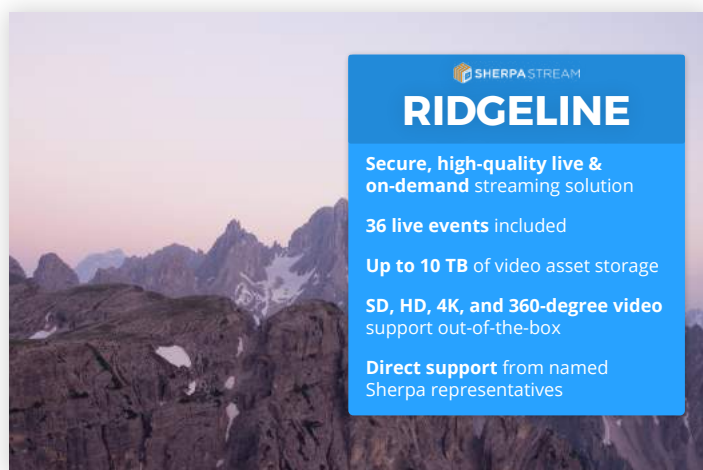 SHERPASTREAM
RIDGELINE
Secure, high-quality live &
on-demand streaming solution
36 live events included
Up to 10 TB of video asset storage
SD, HD, 4K, and 360-degree video
support out-of-the-box
Direct support from named
Sherpa representatives